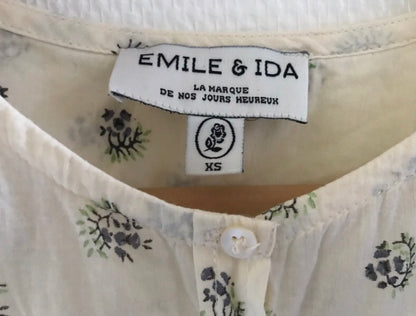 EMILE & IDA
LA MARQUE
DE NOS JOURS HEUREUX
XS